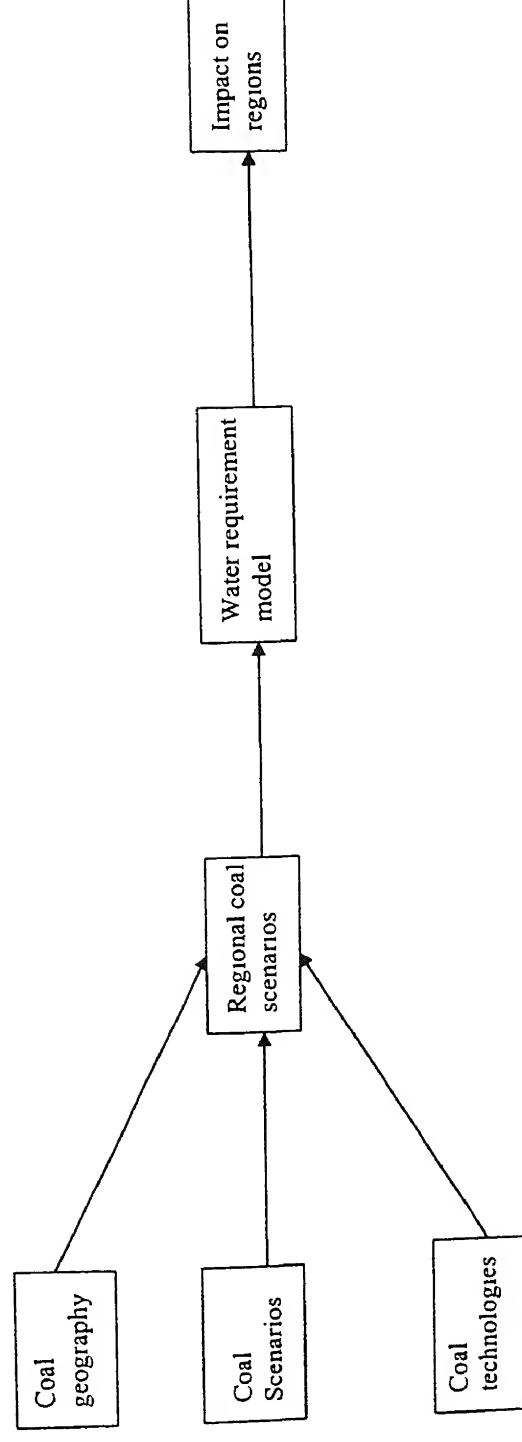 Coal
geography
Coal
Scenarios
Coal
technologies
Regional coal
scenarios
Water requirement
model
Impact on
regions